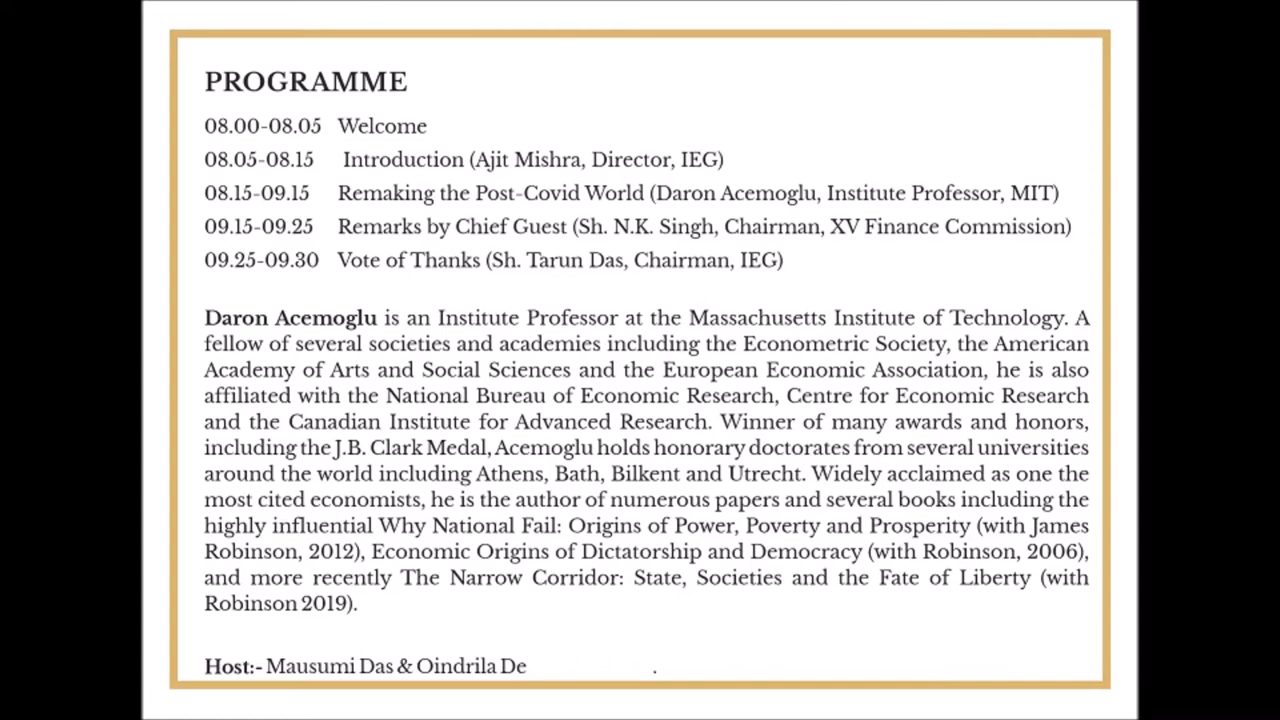 PROGRAMME
08.00-08.05 Welcome
08.05-08.15 Introduction (Ajit Mishra, Director, IEG)
08.15-09.15 Remaking the Post-Covid World (Daron Acemoglu, Institute Professor, MIT)
09.15-09.25 Remarks by Chief Guest (Sh. N.K. Singh, Chairman, XV Finance Commission)
09.25-09.30 Vote of Thanks (Sh. Tarun Das, Chairman, IEG)
Daron Acemoglu is an Institute Professor at the Massachusetts Institute of Technology. A
fellow of several societies and academies including the Econometric Society, the American
Academy of Arts and Social Sciences and the European Economic Association, he is also
affiliated with the National Bureau of Economic Research, Centre for Economic Research
and the Canadian Institute for Advanced Research. Winner of many awards and honors,
including the J.B. Clark Medal, Acemoglu holds honorary doctorates from several universities
around the world including Athens, Bath, Bilkent and Utrecht. Widely acclaimed as one the
most cited economists, he is the author of numerous papers and several books including the
highly influential Why National Fail: Origins of Power, Poverty and Prosperity (with James
Robinson, 2012), Economic Origins of Dictatorship and Democracy (with Robinson, 2006),
and more recently The Narrow Corridor: State, Societies and the Fate of Liberty (with
Robinson 2019).
Host:- Mausumi Das & Oindrila De .